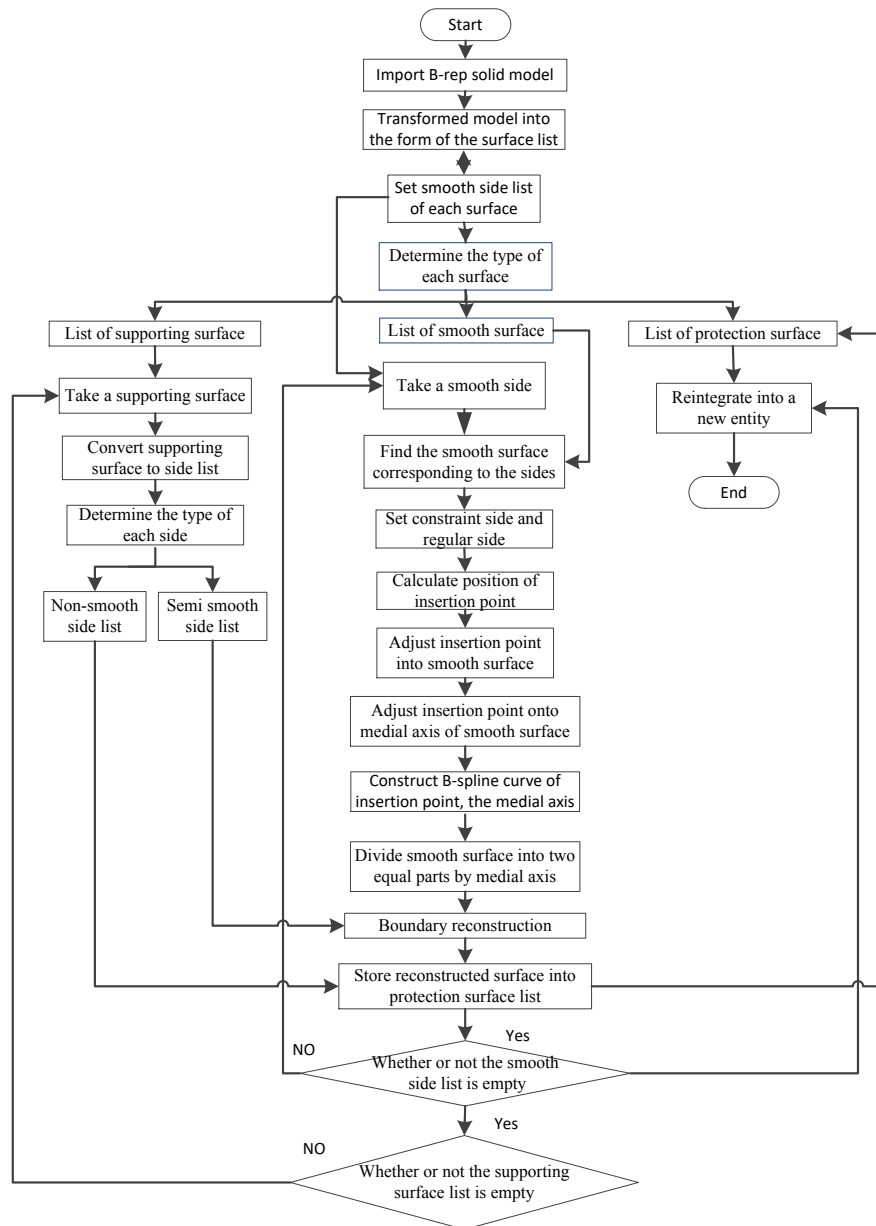 Start
Import B-rep solid model
Transformed model into
the form of the surface list
Set smooth side list
of each surface
Determine the type of
each surface
List of supporting surface
List of smooth surface
List of protection surface
Take a supporting surface
Take a smooth side
Reintegrate into a
new entity
Convert supporting
surface to side list
Find the smooth surface
corresponding to the sides
End
Determine the type of
each side
Set constraint side and
regular side
Non-smooth
side list
Semi smooth
side list
Calculate position of
insertion point
Adjust insertion point
into smooth surface
Adjust insertion point onto
medial axis of smooth surface
Construct B-spline curve of
insertion point, the medial axis
Divide smooth surface into two
equal parts by medial axis
Boundary reconstruction
Store reconstructed surface into
protection surface list
NO
Yes
Whether or not the smooth
side list is empty
Yes
NO
Whether or not the supporting
surface list is empty